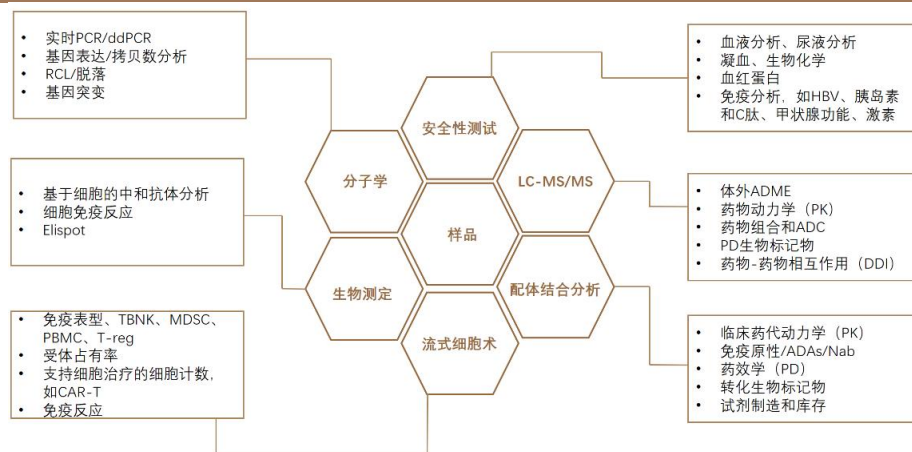 实时PCR/ddPCR
基因表达/拷贝数分析
RCL/脱落
基因突变
基于细胞的中和抗体分析
细胞免疫反应
Elispot
免疫表型、TBNK、MDSC、
PBMC、T-reg
受体占有率
支持细胞治疗的细胞计数，
如CAR-T
免疫反应
安全性测试
分子学
LC-MS/MS
样品
生物测定
配体结合分析
流式细胞术
血液分析、尿液分析
凝血、生物化学
血红蛋白
免疫分析，如HBV、胰岛素
和C肽、甲状腺功能、激素
体外ADME
药物动力学（PK）
药物组合和ADC
PD生物标记物
药物-药物相互作用（DDI）
临床药代动力学（PK）
免疫原性/ADAs/Nab
药效学（PD）
转化生物标记物
试剂制造和库存